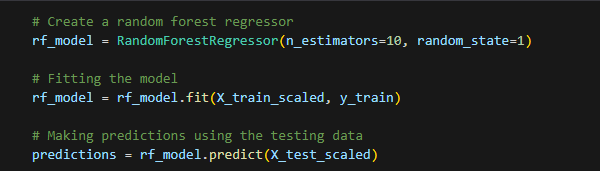 # Create a random forest regressor
rf_model = RandomForestRegressor(n_estimators=10, random_state=1)
# Fitting the model
rf_model = rf_model.fit(X_train_scaled, y_train)
# Making predictions using the testing data
predictions = rf_model.predict(X_test_scaled)